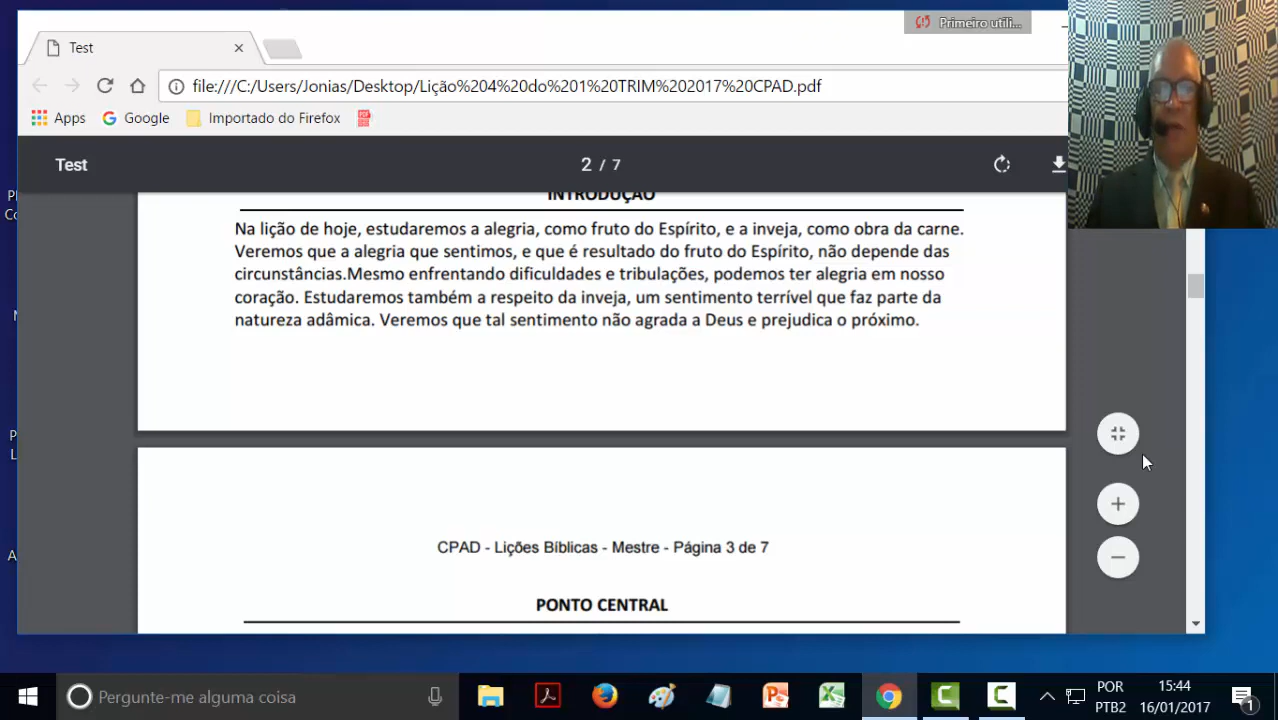 Primeiro utili...
Test
file:///C:/Users/Jonias/Desktop/Lição%204%20do%201%20TRIM%202017%20CPAD.pdf
Apps Google Importado do Firefox
Test 2 / 7
INTRODUÇÃO
Na lição de hoje, estudaremos a alegria, como fruto do Espírito, e a inveja, como obra da carne.
Veremos que a alegria que sentimos, e que é resultado do fruto do Espírito, não depende das
circunstâncias.Mesmo enfrentando dificuldades e tribulações, podemos ter alegria em nosso
coração. Estudaremos também a respeito da inveja, um sentimento terrível que faz parte da
natureza adâmica. Veremos que tal sentimento não agrada a Deus e prejudica o próximo.
CPAD - Lições Bíblicas - Mestre - Página 3 de 7
PONTO CENTRAL
Pergunte-me alguma coisa
POR 15:44
PTB2 16/01/2017 1